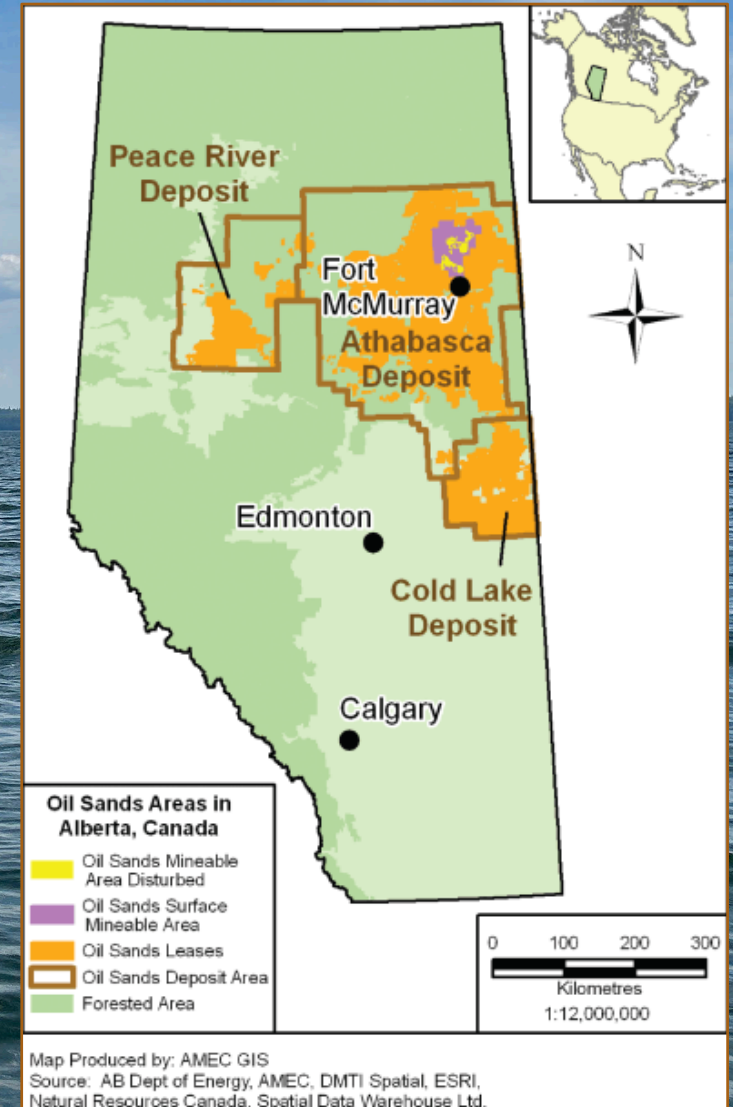 Peace River
Deposit
N
Fort
McMurray
Athabasca
Deposit
Edmonton
Cold Lake
Deposit
Calgary
Oil Sands Areas in
Alberta, Canada
Oil Sands Mineable
Area Disturbed
Oil Sands Surface
Mineable Area
Oil Sands Leases
Oil Sands Deposit Area
Forested Area
0 100 200 300
Kilometres
1:12,000,000
Map Produced by: AMEC GIS
Source: AB Dept of Energy, AMEC, DMTI Spatial, ESRI,
Natural Resources Canada, Spatial Data Warehouse Ltd.